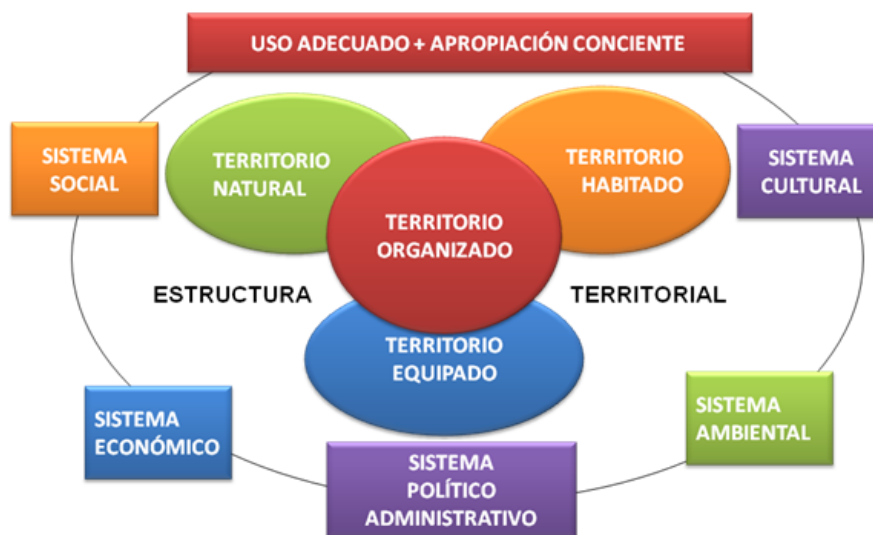 USO ADECUADO + APROPIACIÓN CONCIENTE
SISTEMA
SOCIAL
TERRITORIO
NATURAL
TERRITORIO
HABITADO
SISTEMA
CULTURAL
TERRITORIO
ORGANIZADO
ESTRUCTURA
TERRITORIAL
TERRITORIO
EQUIPADO
SISTEMA
ECONÓMICO
SISTEMA
POLÍTICO
ADMINISTRATIVO
SISTEMA
AMBIENTAL